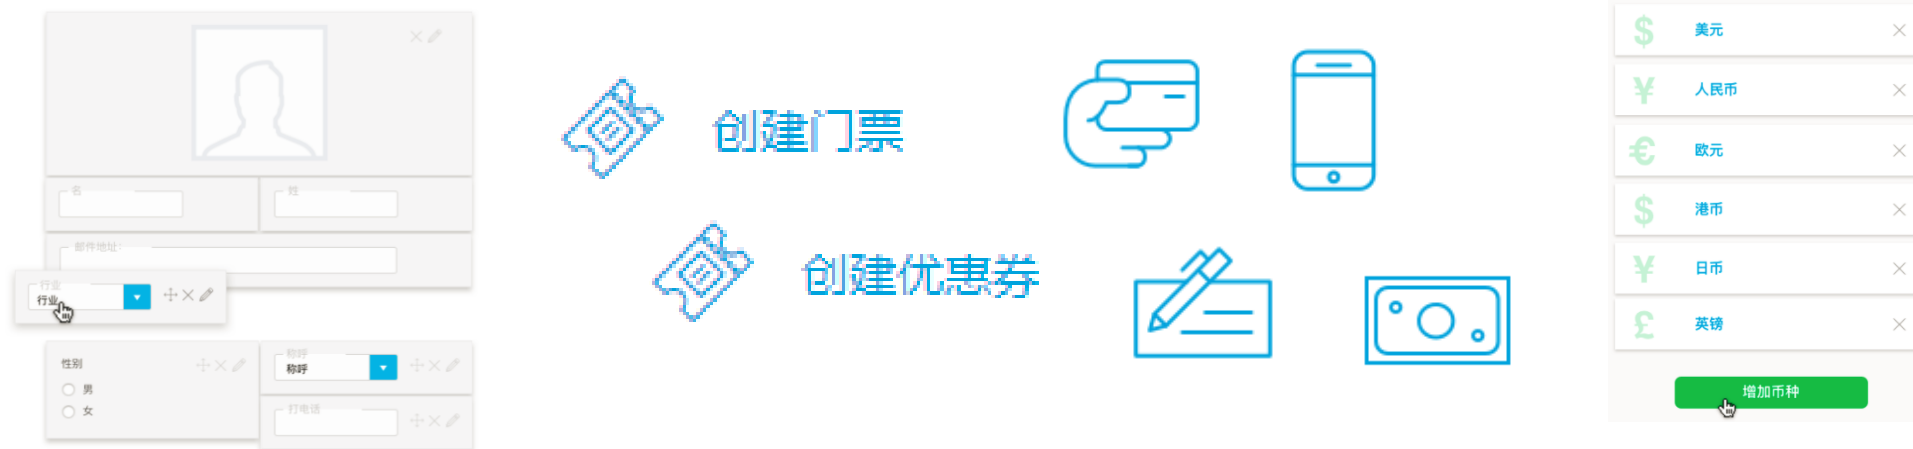 名
姓
邮件地址:
行业
行业
性别
男
女
称呼
称呼
打电话
创建门票
创建优惠券
$ 美元
¥ 人民币
€ 欧元
$ 港币
¥ 日币
£ 英镑
增加币种